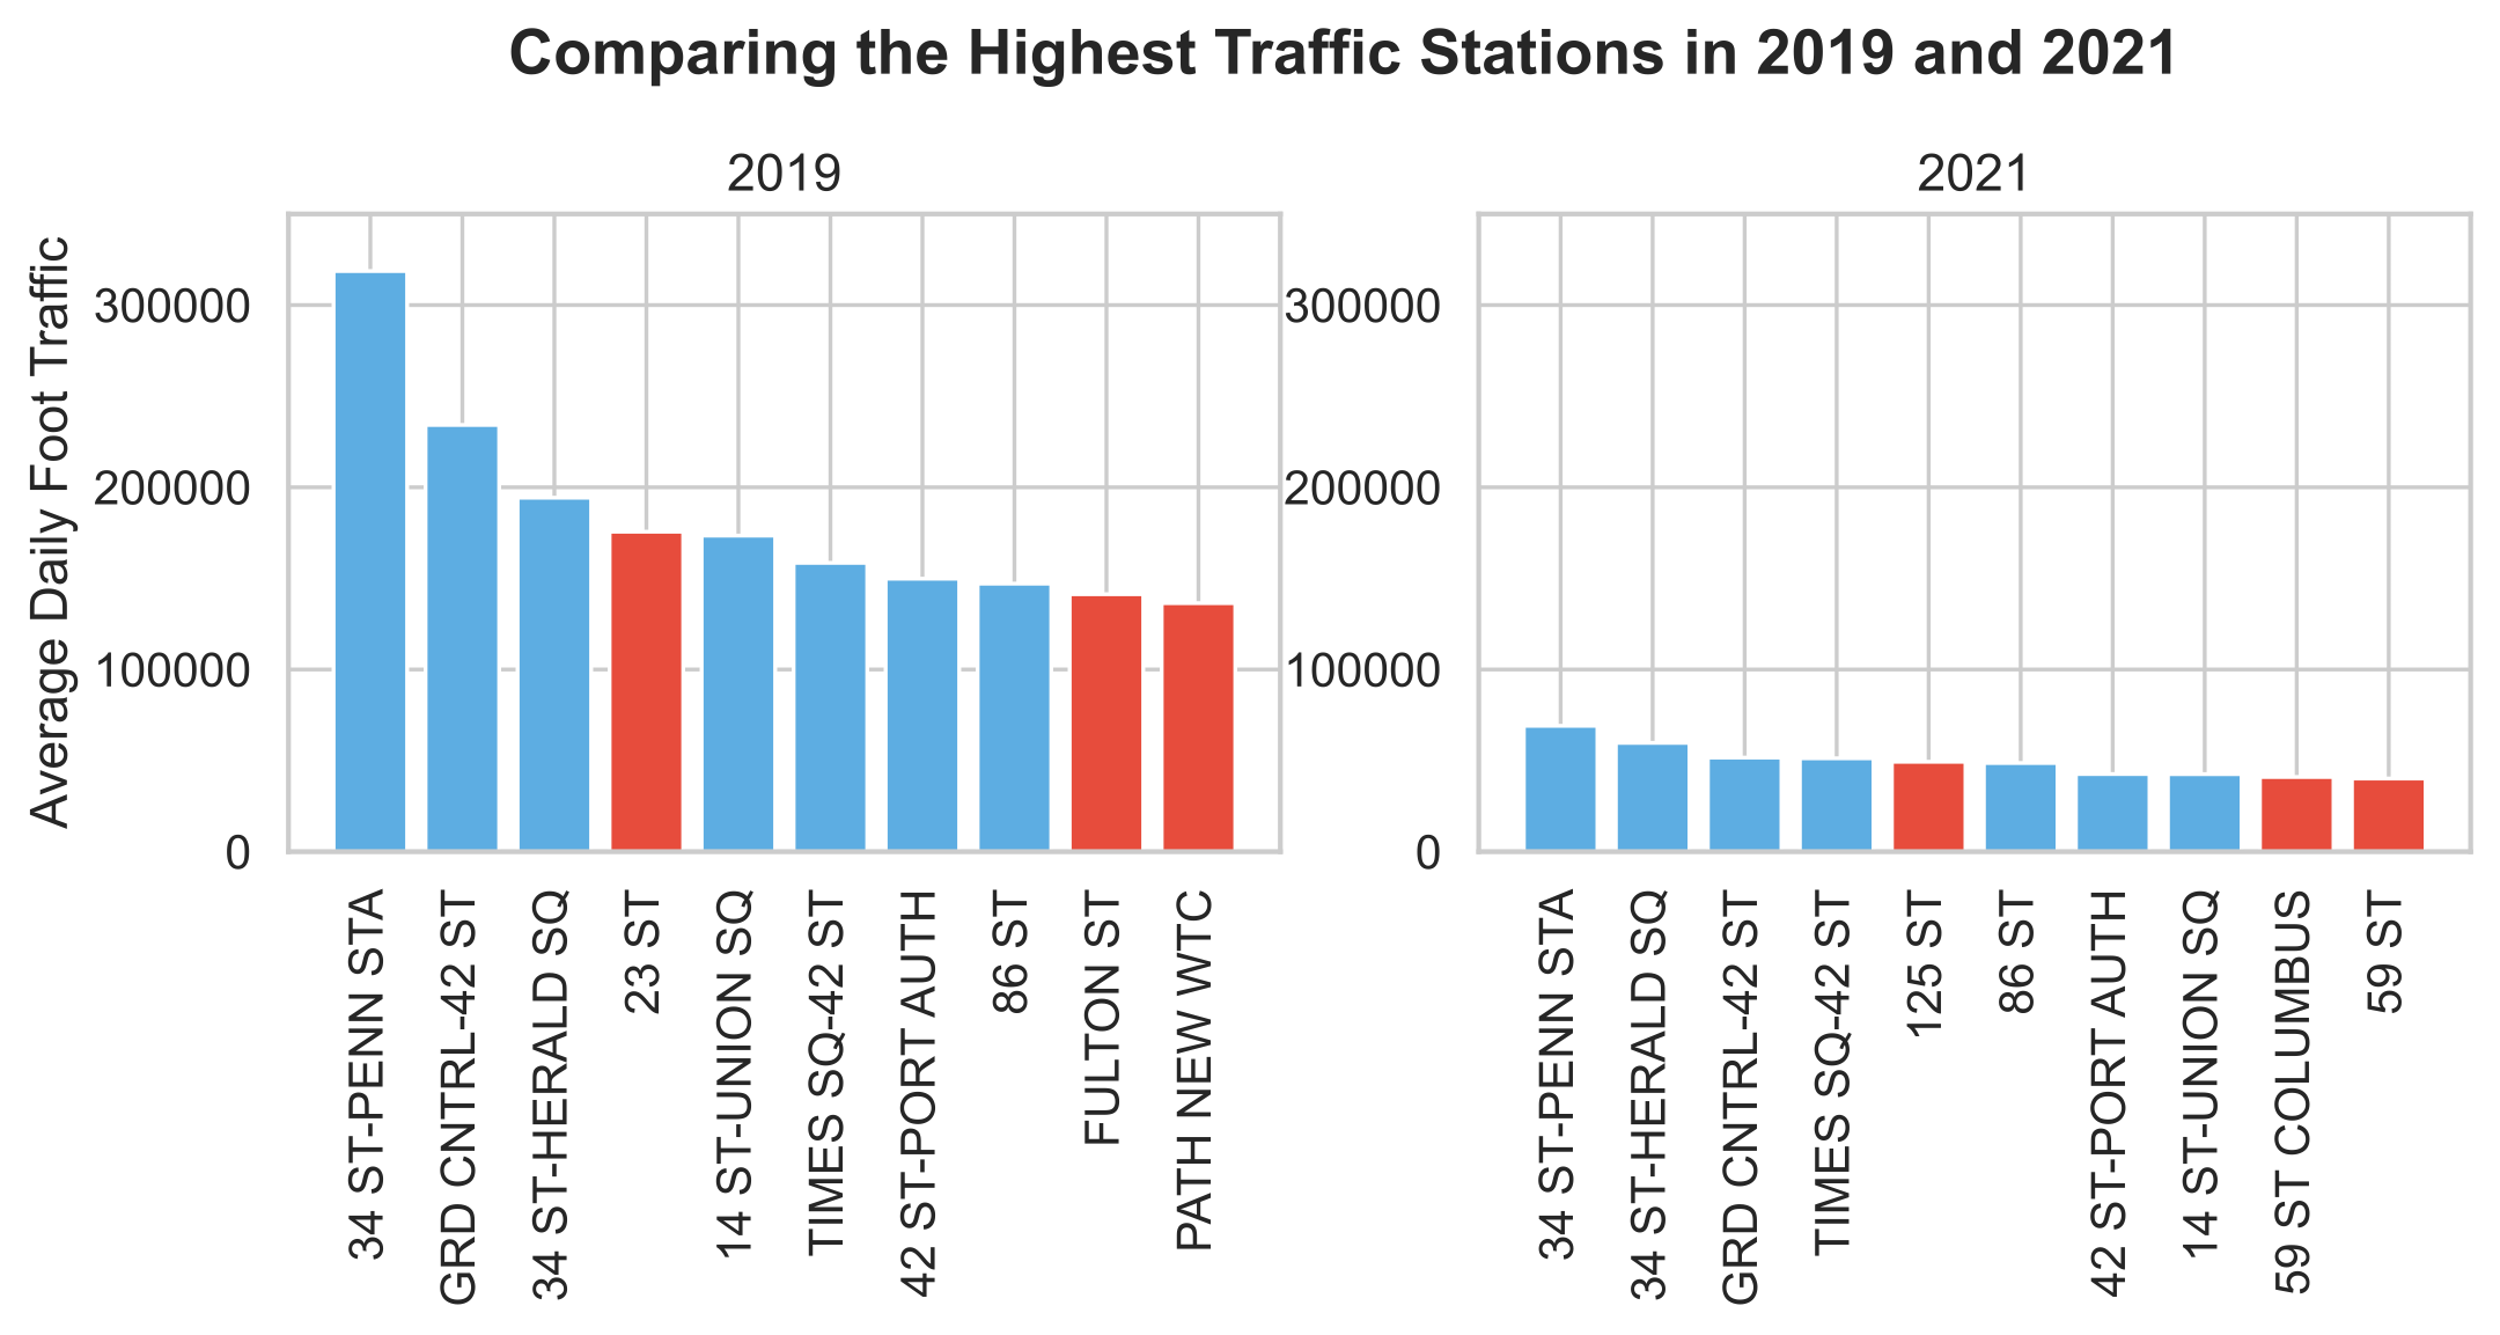 Comparing the Highest Traffic Stations in 2019 and 2021
2019
Average Daily Foot Traffic
300000
200000
100000
0
34 ST-PENN STA
GRD CNTRL-42 ST
34 ST-HERALD SQ
23 ST
14 ST-UNION SQ
TIMES SQ-42 ST
42 ST-PORT AUTH
86 ST
FULTON ST
PATH NEW WTC
2021
300000
200000
100000
0
34 ST-PENN STA
34 ST-HERALD SQ
GRD CNTRL-42 ST
TIMES SQ-42 ST
125 ST
86 ST
42 ST-PORT AUTH
14 ST-UNION SQ
59 ST COLUMBUS
59 ST